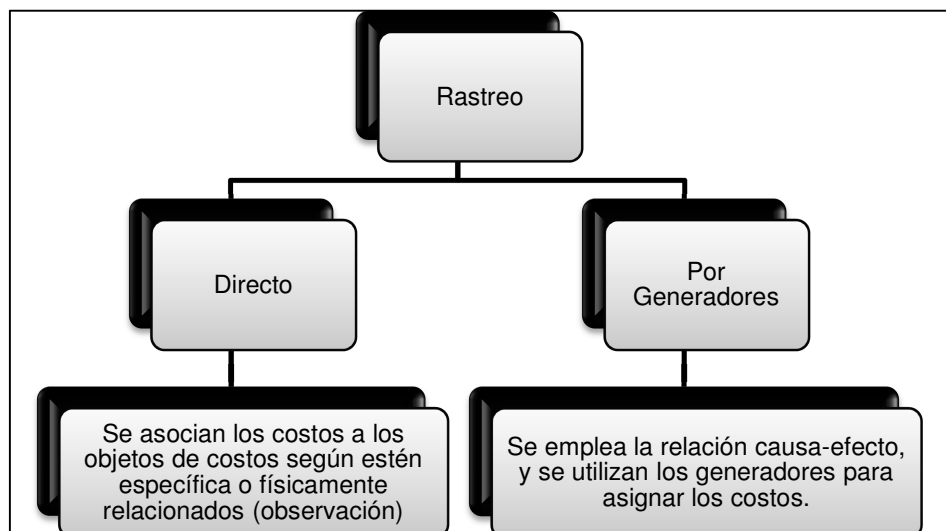 Rastreo
Directo
Por
Generadores
Se asocian los costos a los
objetos de costos según estén
específica o físicamente
relacionados (observación)
Se emplea la relación causa-efecto,
y se utilizan los generadores para
asignar los costos.